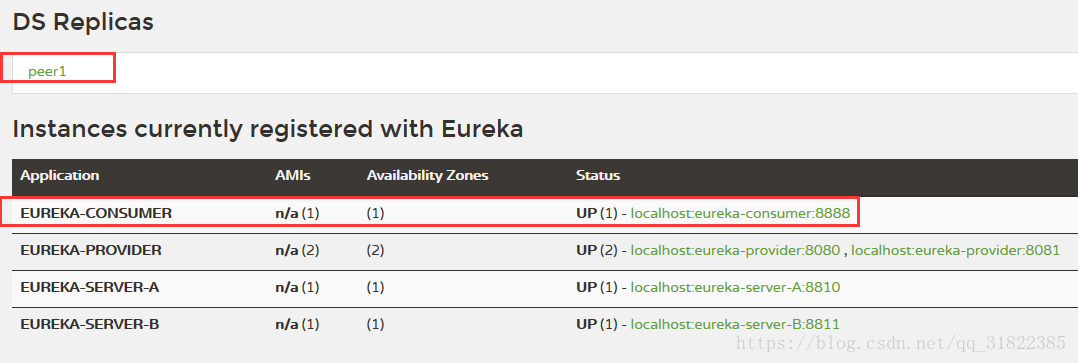 DS Replicas
peer1
Instances currently registered with Eureka
Application AMIs Availability Zones Status
EUREKA-CONSUMER n/a (1) (1) UP (1) - localhost:eureka-consumer:8888
EUREKA-PROVIDER n/a (2) (2) UP (2) - localhost:eureka-provider:8080 , localhost:eureka-provider:8081
EUREKA-SERVER-A n/a (1) (1) UP (1) - localhost:eureka-server-A:8810
EUREKA-SERVER-B n/a (1) (1) UP (1) - localhost:eureka-server-B:8811
https://blog.csdn.net/qq_31822385